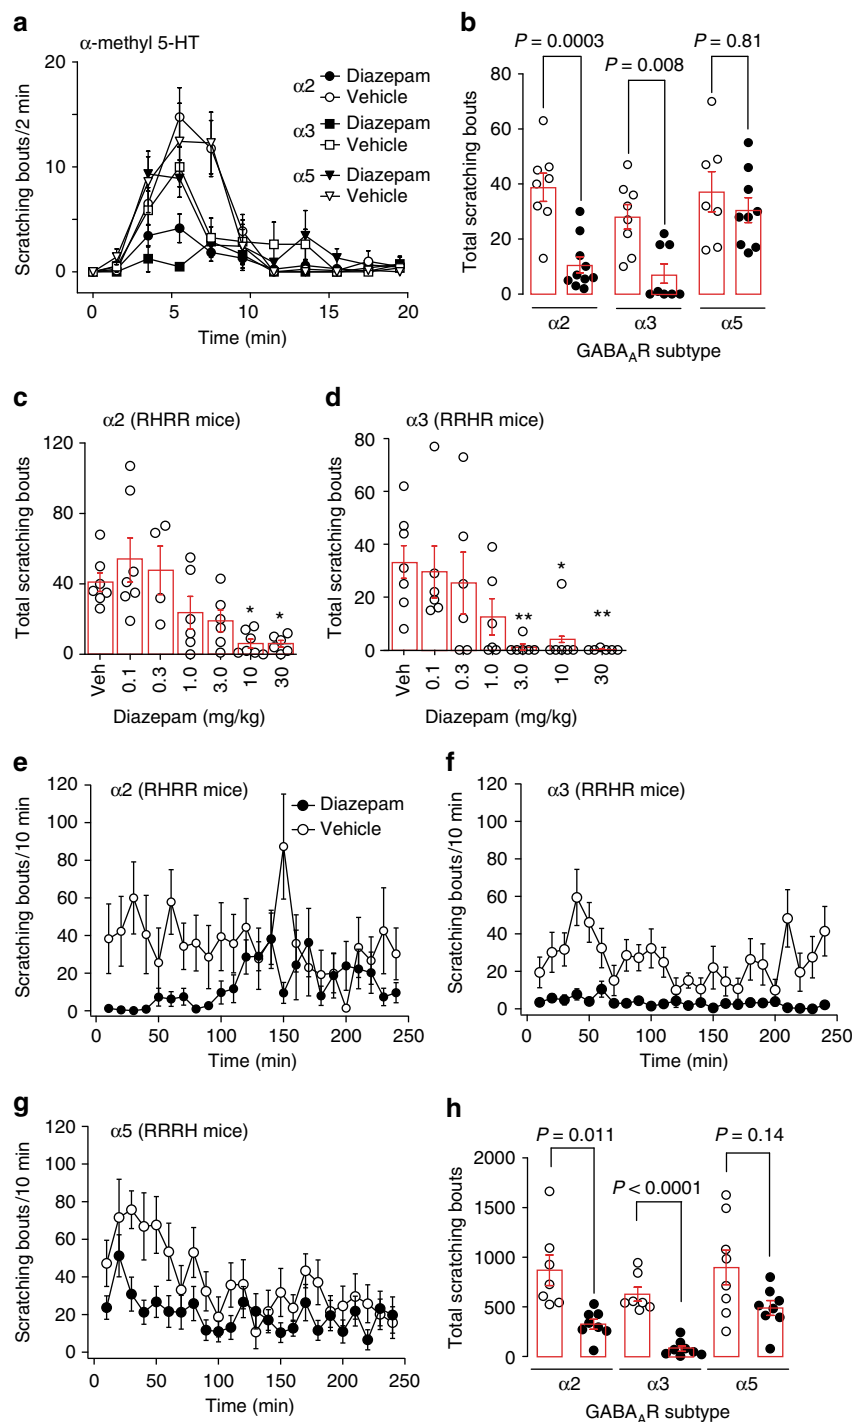 a
α-methyl 5-HT
Scratching bouts/2 min
20
10
0
0 5 10 15 20
Time (min)
α2 Diazepam
Vehicle
α3 Diazepam
Vehicle
α5 Diazepam
Vehicle
b
P = 0.0003
P = 0.008
P = 0.81
Total scratching bouts
80
60
40
20
0
α2 α3 α5
GABA_AR subtype
c
α2 (RHRR mice)
Total scratching bouts
120
80
40
0
* *
Veh 0.1 0.3 1.0 3.0 10 30
Diazepam (mg/kg)
d
α3 (RRHR mice)
Total scratching bouts
80
60
40
20
0
** * **
Veh 0.1 0.3 1.0 3.0 10 30
Diazepam (mg/kg)
e
α2 (RHRR mice)
Diazepam
Vehicle
Scratching bouts/10 min
120
100
80
60
40
20
0
0 50 100 150 200 250
Time (min)
f
α3 (RRHR mice)
Scratching bouts/10 min
120
100
80
60
40
20
0
0 50 100 150 200 250
Time (min)
g
α5 (RRRH mice)
Scratching bouts/10 min
120
100
80
60
40
20
0
0 50 100 150 200 250
Time (min)
h
P = 0.011
P < 0.0001
P = 0.14
Total scratching bouts
2000
1500
1000
500
0
α2 α3 α5
GABA_AR subtype